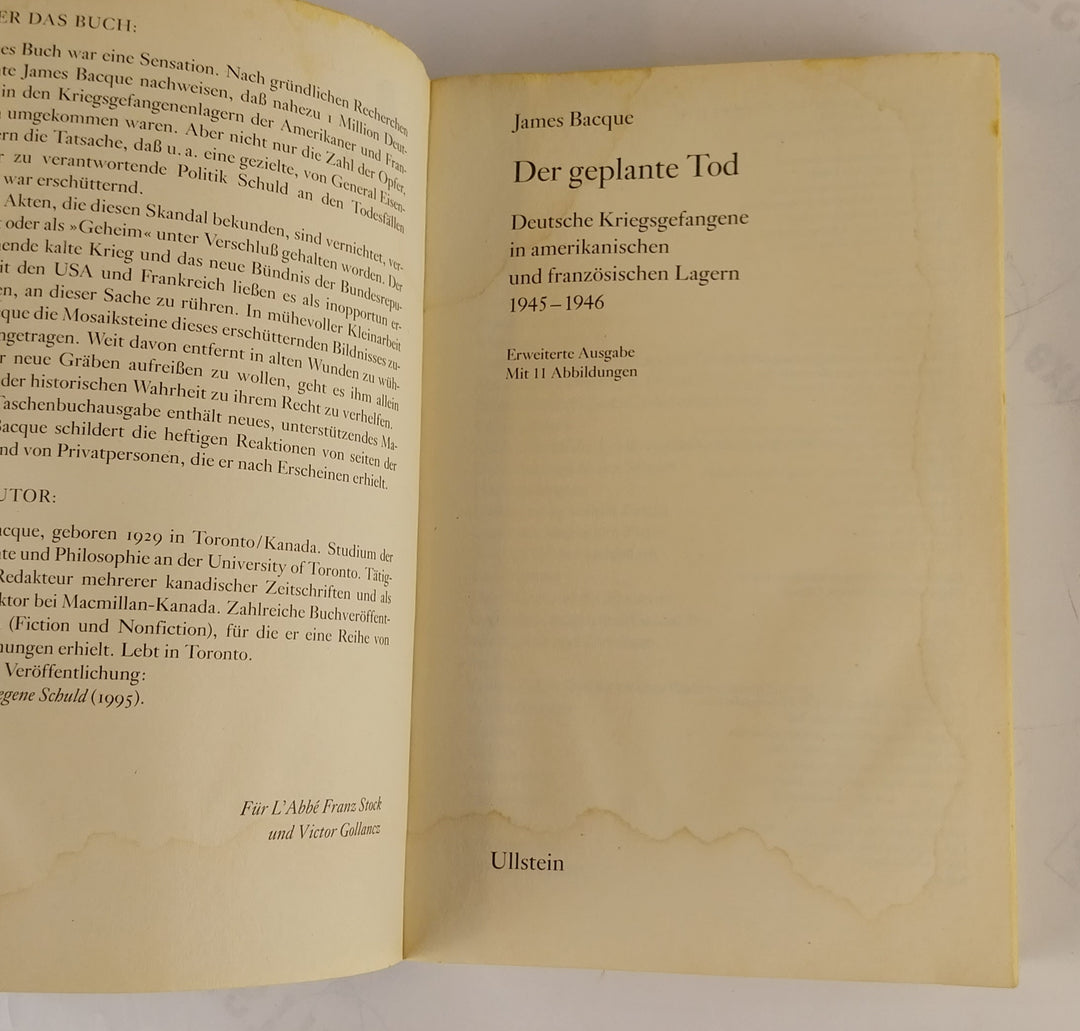 ER DAS BUCH:
es Buch war eine Sensation. Nach gründlichen Recherchen
te James Bacque nachweisen, daß nahezu 1 Million Deut-
in den Kriegsgefangenenlagern der Amerikaner und Fran-
umgekommen waren. Aber nicht nur die Zahl der Opfer,
ern die Tatsache, daß u. a. eine gezielte, von General Eisen-
r zu verantwortende Politik Schuld an den Todesfällen
war erschütternd.
Akten, die diesen Skandal bekunden, sind vernichtet, ver-
oder als »Geheim« unter Verschluß gehalten worden. Der
ende kalte Krieg und das neue Bündnis der Bundesrepu-
it den USA und Frankreich ließen es als inopportun er-
en, an dieser Sache zu rühren. In mühevoller Kleinarbeit
que die Mosaiksteine dieses erschütternden Bildnisses zu-
ngetragen. Weit davon entfernt in alten Wunden zu wüh-
r neue Gräben aufreißen zu wollen, geht es ihm allein
der historischen Wahrheit zu ihrem Recht zu verhelfen.
Taschenbuchausgabe enthält neues, unterstützendes Ma-
Bacque schildert die heftigen Reaktionen von seiten der
nd von Privatpersonen, die er nach Erscheinen erhielt.
UTOR:
acque, geboren 1929 in Toronto/Kanada. Studium der
te und Philosophie an der University of Toronto. Tätig-
Redakteur mehrerer kanadischer Zeitschriften und als
ktor bei Macmillan-Kanada. Zahlreiche Buchveröffent-
(Fiction und Nonfiction), für die er eine Reihe von
nungen erhielt. Lebt in Toronto.
Veröffentlichung:
egene Schuld (1995).
Für L'Abbé Franz Stock
und Victor Gollancz
James Bacque
Der geplante Tod
Deutsche Kriegsgefangene
in amerikanischen
und französischen Lagern
1945–1946
Erweiterte Ausgabe
Mit 11 Abbildungen
Ullstein